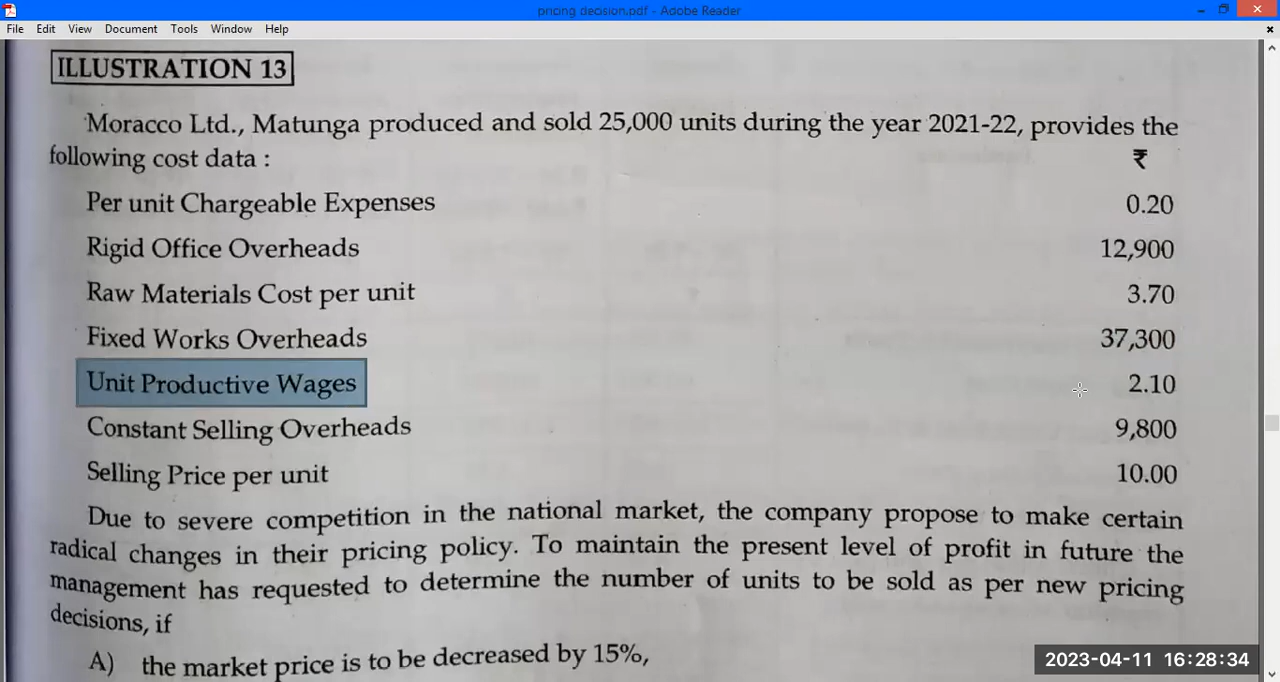 pricing decision.pdf - Adobe Reader
File Edit View Document Tools Window Help
ILLUSTRATION 13
Moracco Ltd., Matunga produced and sold 25,000 units during the year 2021-22, provides the
following cost data : ₹
Per unit Chargeable Expenses 0.20
Rigid Office Overheads 12,900
Raw Materials Cost per unit 3.70
Fixed Works Overheads 37,300
Unit Productive Wages 2.10
Constant Selling Overheads 9,800
Selling Price per unit 10.00
Due to severe competition in the national market, the company propose to make certain
radical changes in their pricing policy. To maintain the present level of profit in future the
management has requested to determine the number of units to be sold as per new pricing
decisions, if
A) the market price is to be decreased by 15%,
2023-04-11 16:28:34